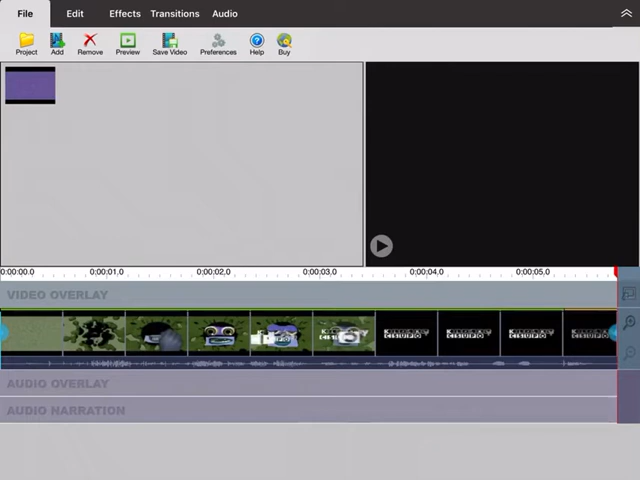 File Edit Effects Transitions Audio
Project Add Remove Preview Save Video Preferences Help Buy
0:00:00.0 0;00;01,0 0;00;02,0 0;00;03,0 0;00;04,0 0;00;05,0
VIDEO OVERLAY
AUDIO OVERLAY
AUDIO NARRATION